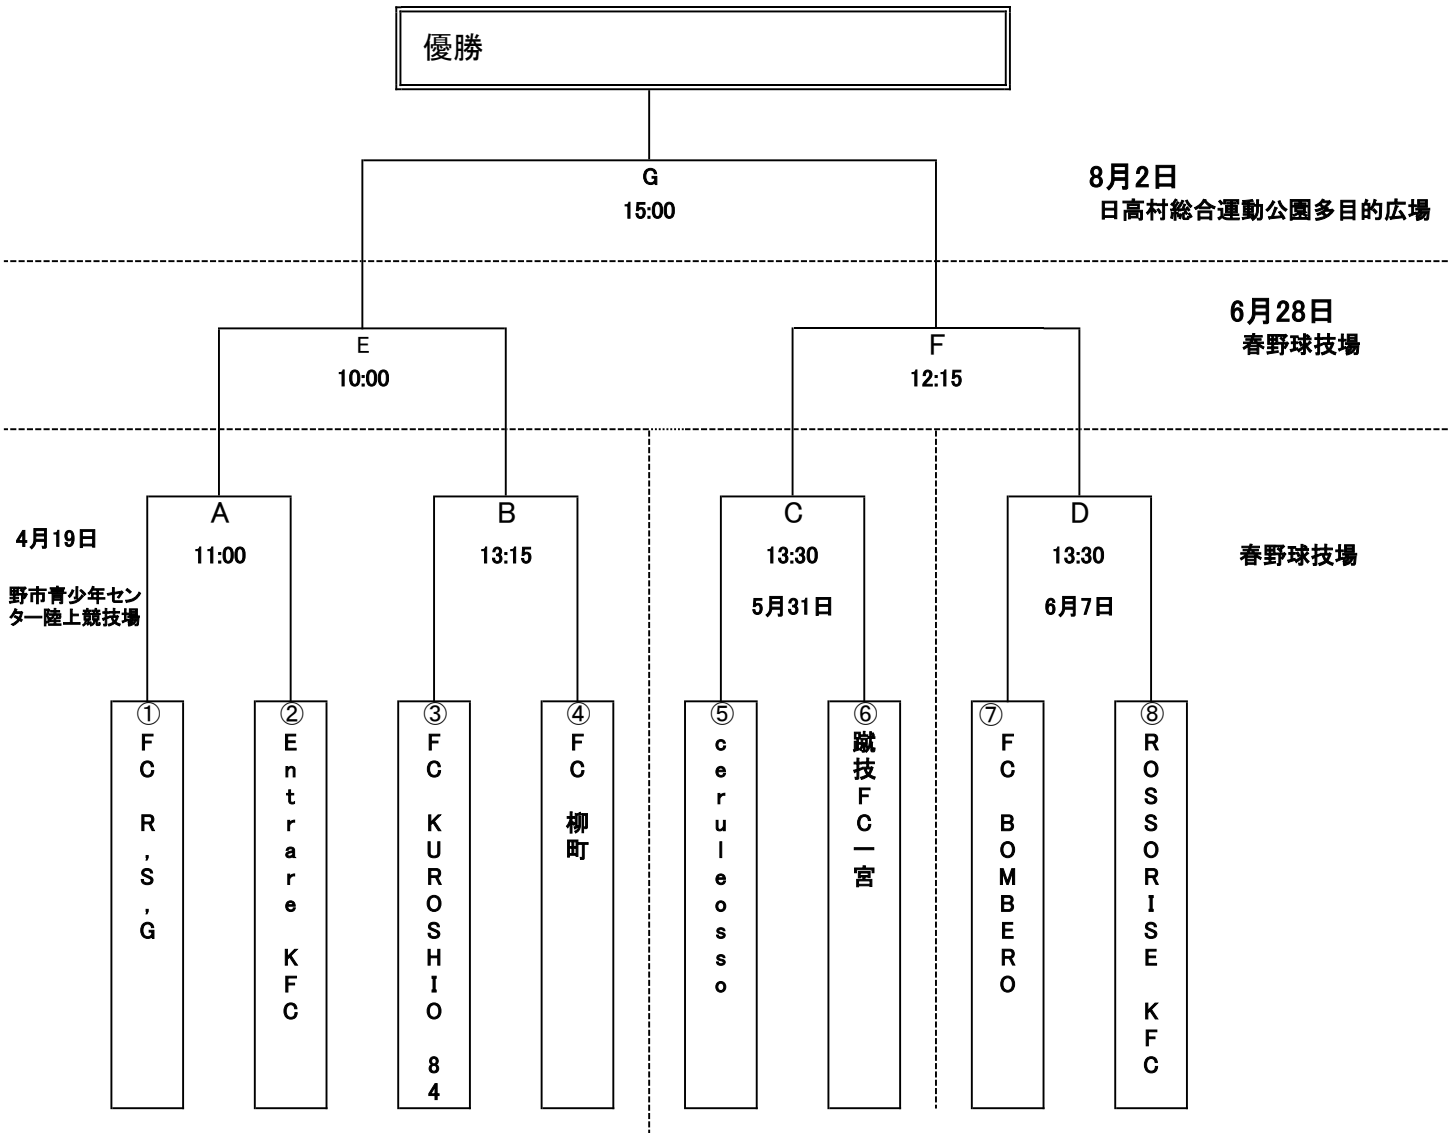 優勝
G
15:00
8月2日
日高村総合運動公園多目的広場
E
10:00
F
12:15
6月28日
春野球技場
4月19日
野市青少年セン
ター陸上競技場
A
11:00
B
13:15
C
13:30
5月31日
D
13:30
6月7日
春野球技場
①
FC R,S,G
②
Entrare KFC
③
FC KUROSHIO 84
④
FC 柳町
⑤
ceruleosso
⑥
蹴技FC一宮
⑦
FC BOMBERO
⑧
ROSSORISE KFC